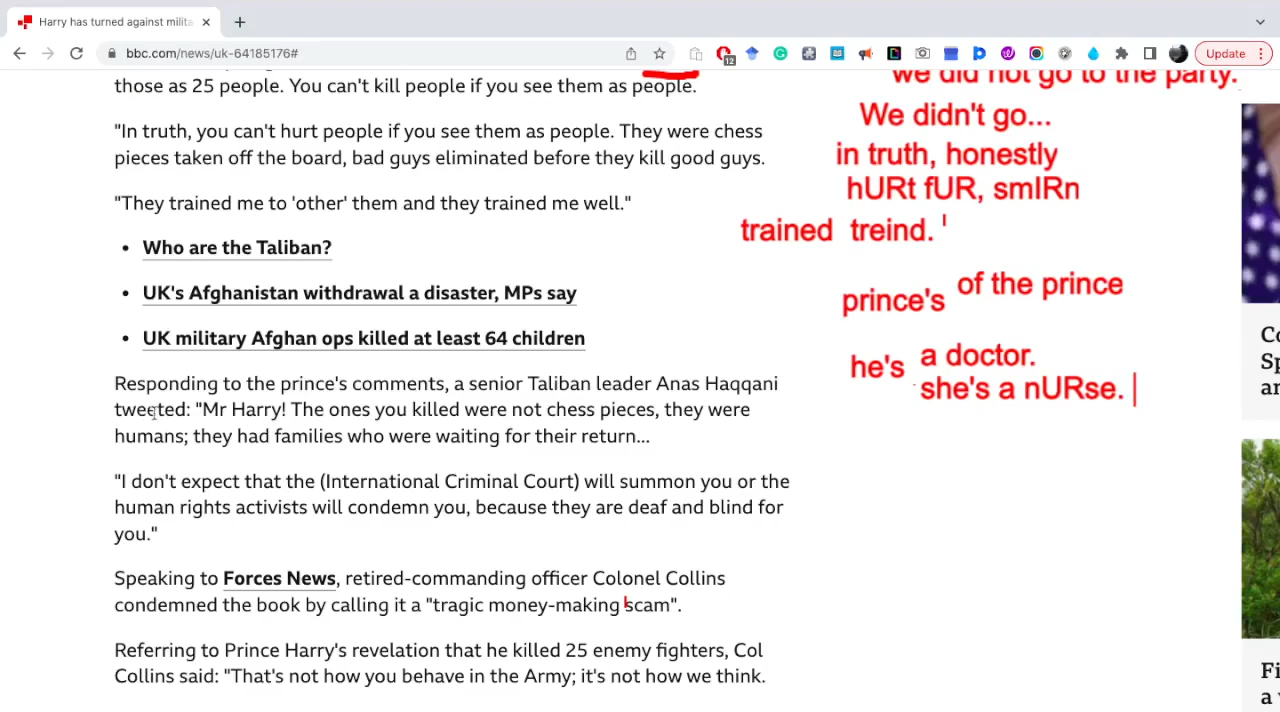 Harry has turned against milita
bbc.com/news/uk-64185176#
12
Update
those as 25 people. You can't kill people if you see them as people.
"In truth, you can't hurt people if you see them as people. They were chess
pieces taken off the board, bad guys eliminated before they kill good guys.
"They trained me to 'other' them and they trained me well."
Who are the Taliban?
UK's Afghanistan withdrawal a disaster, MPs say
UK military Afghan ops killed at least 64 children
Responding to the prince's comments, a senior Taliban leader Anas Haqqani
tweeted: "Mr Harry! The ones you killed were not chess pieces, they were
humans; they had families who were waiting for their return...
"I don't expect that the (International Criminal Court) will summon you or the
human rights activists will condemn you, because they are deaf and blind for
you."
Speaking to Forces News, retired-commanding officer Colonel Collins
condemned the book by calling it a "tragic money-making scam".
Referring to Prince Harry's revelation that he killed 25 enemy fighters, Col
Collins said: "That's not how you behave in the Army; it's not how we think.
we did not go to the party.
We didn't go...
in truth, honestly
hURt fUR, smIRn
trained treind. '
prince's of the prince
he's a doctor.
she's a nURse.
Co
Sp
an
Fi
a